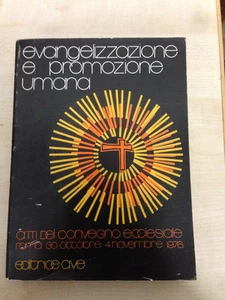 evangelizzazione
e promozione
umana
atti del convegno ecclesiale
roma 30 ottobre 4 novembre 1976
editrice ave